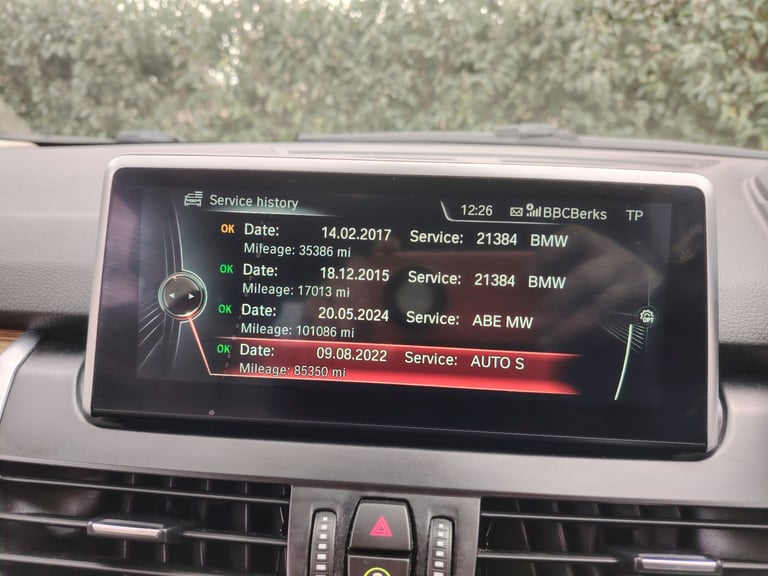 Service history
12:26 BBCBerks TP
OK Date: 14.02.2017 Service: 21384 BMW
Mileage: 35386 mi
OK Date: 18.12.2015 Service: 21384 BMW
Mileage: 17013 mi
OK Date: 20.05.2024 Service: ABE MW
Mileage: 101086 mi
OK Date: 09.08.2022 Service: AUTO S
Mileage: 85350 mi
OPT